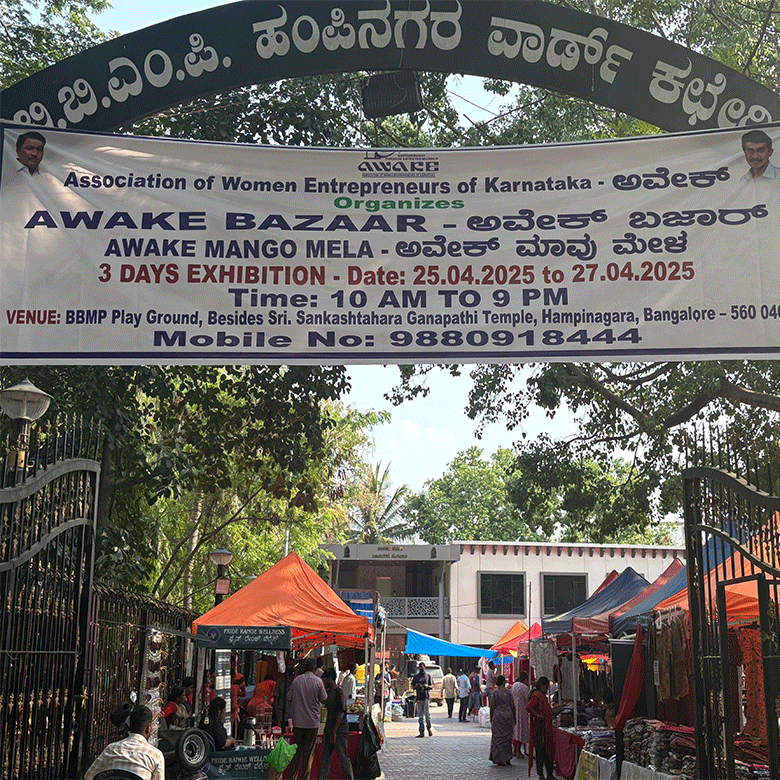 ಬಿ.ಬಿ.ಎಂ.ಪಿ. ಹಂಪಿನಗರ ವಾರ್ಡ್ ಕಛೇರಿ
AWAKE
Association of Women Entrepreneurs of Karnataka - ಅವೇಕ್
Organizes
AWAKE BAZAAR - ಅವೇಕ್ ಬಜಾರ್
AWAKE MANGO MELA - ಅವೇಕ್ ಮಾವು ಮೇಳ
3 DAYS EXHIBITION - Date: 25.04.2025 to 27.04.2025
Time: 10 AM TO 9 PM
VENUE: BBMP Play Ground, Besides Sri. Sankashtahara Ganapathi Temple, Hampinagara, Bangalore – 560 040
Mobile No: 9880918444
PRIDE RANGE WELLNESS